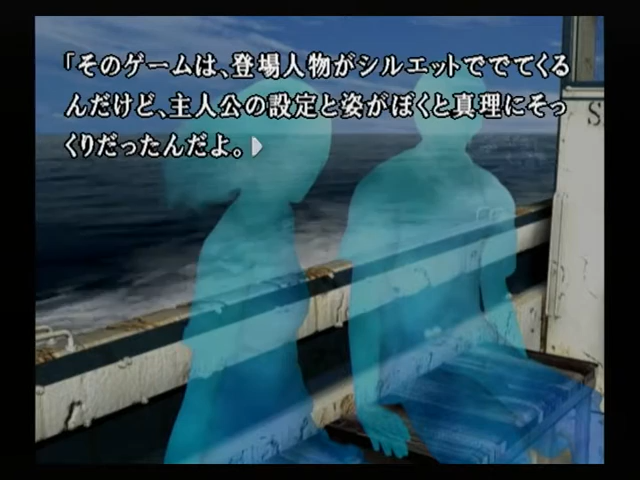 「そのゲームは、登場人物がシルエットででてくる
んだけど、主人公の設定と姿がぼくと真理にそっ
くりだったんだよ。
S